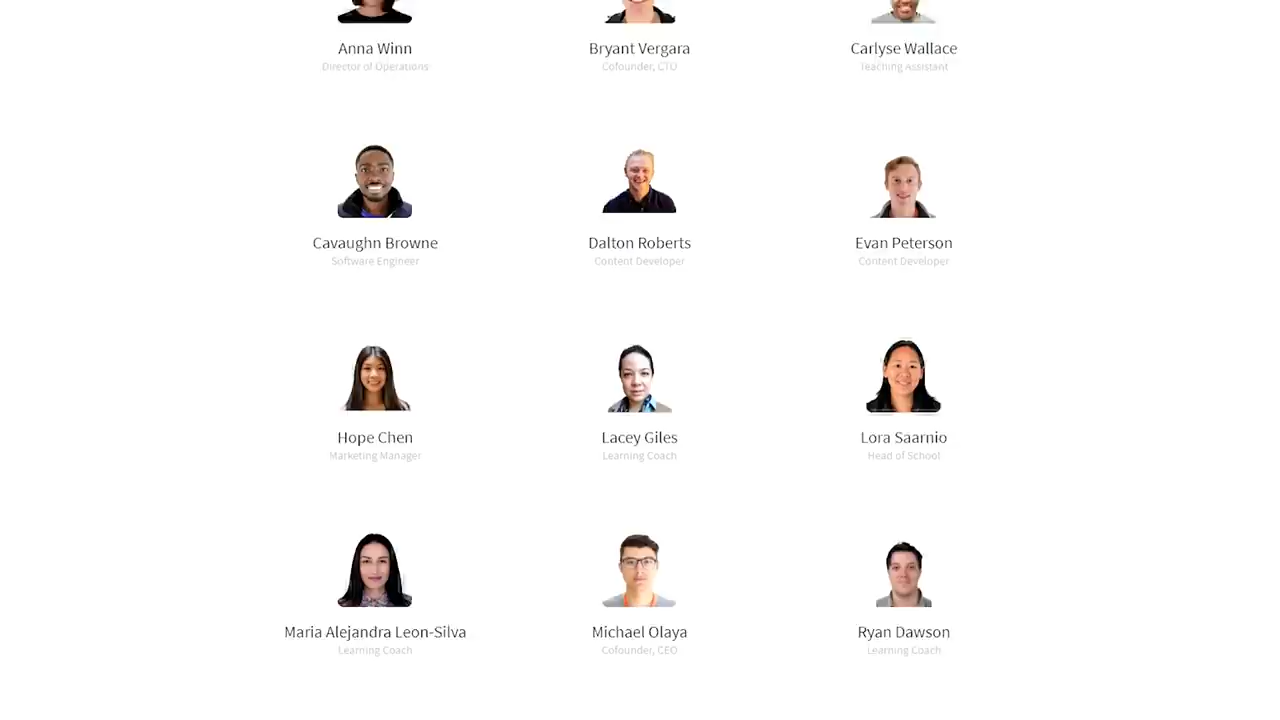 Anna Winn
Bryant Vergara
Carlyse Wallace
Director of Operations
Cofounder, CTO
Teaching Assistant
Cavaughn Browne
Dalton Roberts
Evan Peterson
Software Engineer
Content Developer
Content Developer
Hope Chen
Lacey Giles
Lora Saarnio
Marketing Manager
Learning Coach
Head of School
Maria Alejandra Leon-Silva
Michael Olaya
Ryan Dawson
Learning Coach
Cofounder, CEO
Learning Coach